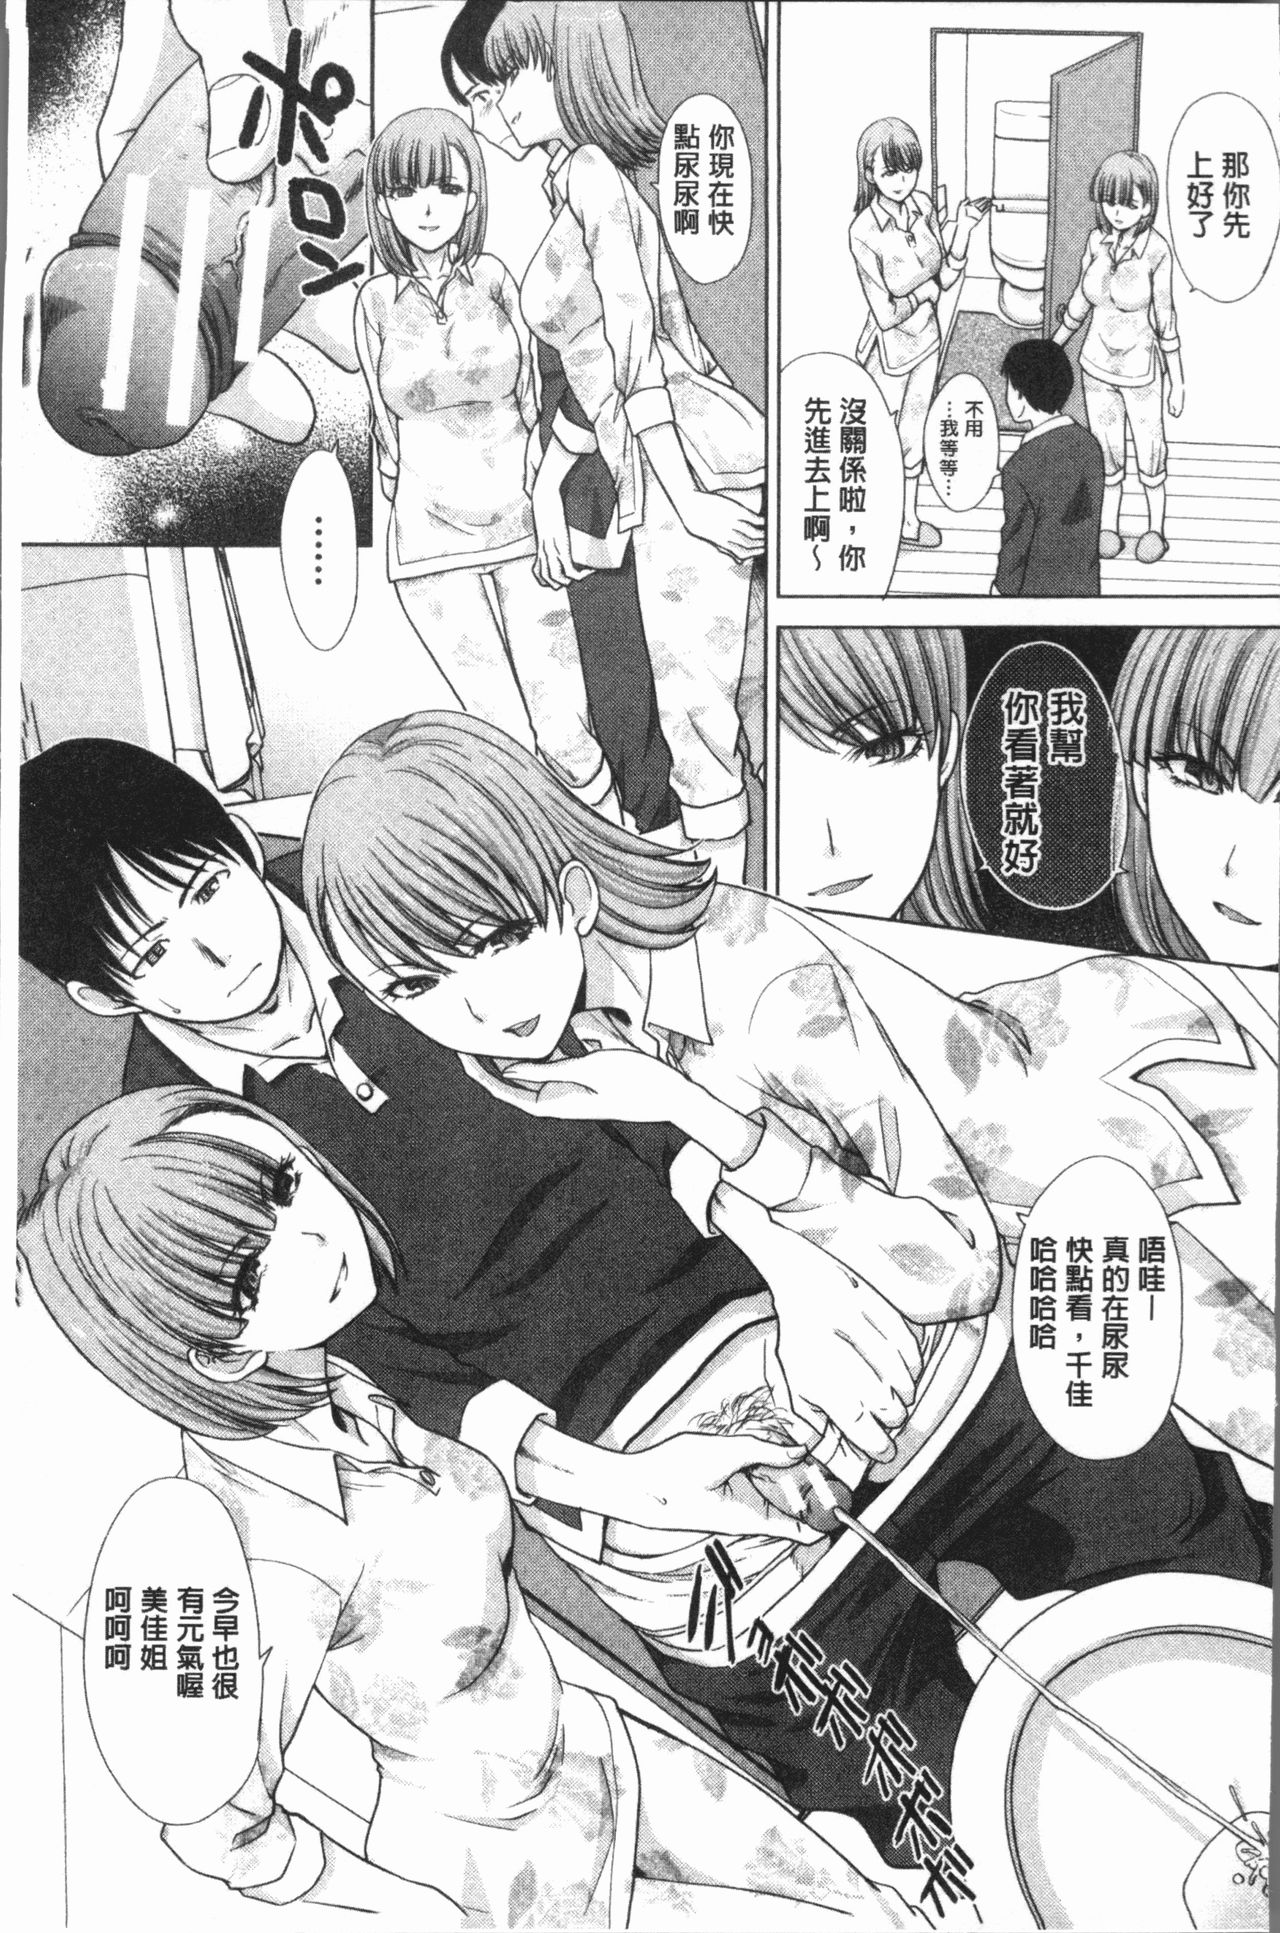 那你先
上好了
不用
…我等等…
沒關係啦，你
先進去上啊～
我幫
你看著就好
你現在快
點尿尿啊
ポロン
……
唔哇ー
真的在尿尿
快點看，千佳
哈哈哈哈
今早也很
有元氣喔
美佳姐
呵呵呵